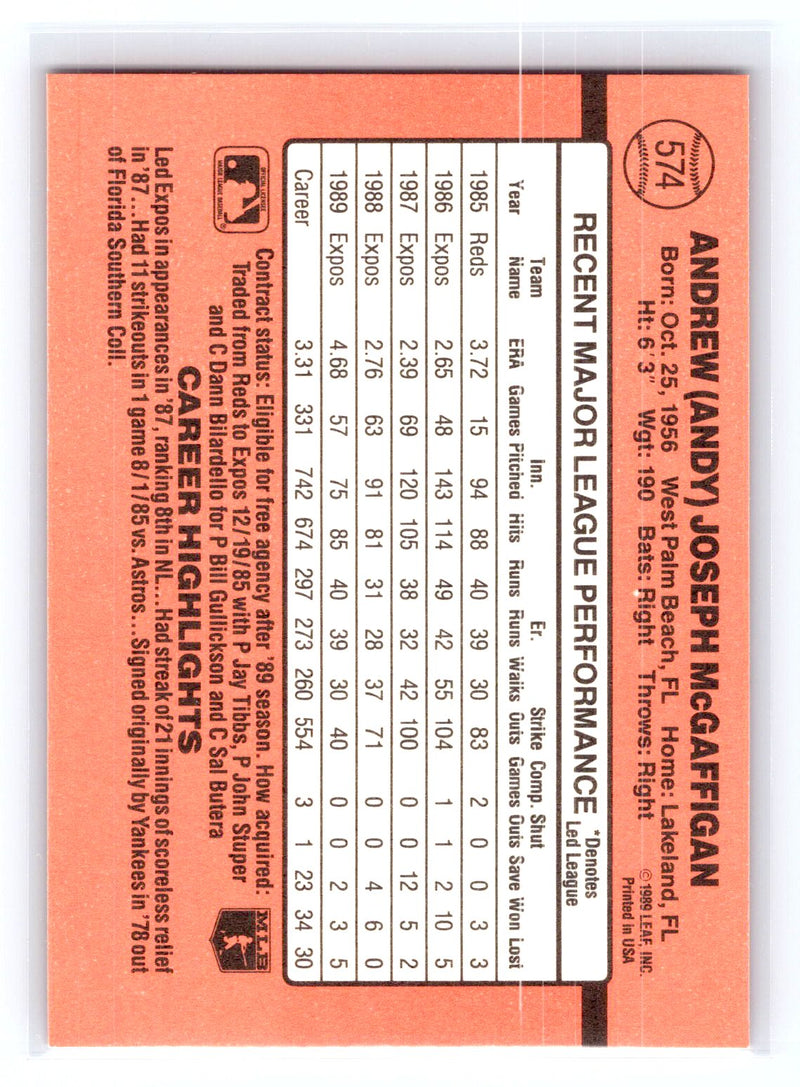 574
ANDREW (ANDY) JOSEPH McGAFFIGAN
Born: Oct. 25, 1956 West Palm Beach, FL Home: Lakeland, FL
Ht: 6' 3" Wgt: 190 Bats: Right Throws: Right
©1989 LEAF, INC.
Printed in USA
RECENT MAJOR LEAGUE PERFORMANCE
*Denotes
Led League
Team Inn. Er. Strike Comp. Shut
Year Name ERA Games Pitched Hits Runs Runs Walks Outs Games Outs Save Won Lost
1985 Reds 3.72 15 94 88 40 39 30 83 2 0 0 3 3
1986 Expos 2.65 48 143 114 49 42 55 104 1 1 2 10 5
1987 Expos 2.39 69 120 105 38 32 42 100 0 0 12 5 2
1988 Expos 2.76 63 91 81 31 28 37 71 0 0 4 6 0
1989 Expos 4.68 57 75 85 40 39 30 40 0 0 2 3 5
Career 3.31 331 742 674 297 273 260 554 3 1 23 34 30
OFFICIAL LICENSEE
MAJOR LEAGUE BASEBALL
®
Contract status: Eligible for free agency after '89 season. How acquired:
Traded from Reds to Expos 12/19/85 with P Jay Tibbs, P John Stuper
and C Dann Bilardello for P Bill Gullickson and C Sal Butera
MLB
CAREER HIGHLIGHTS
Led Expos in appearances in '87, ranking 8th in NL...Had streak of 21 innings of scoreless relief
in '87...Had 11 strikeouts in 1 game 8/1/85 vs. Astros...Signed originally by Yankees in '78 out
of Florida Southern Coll.